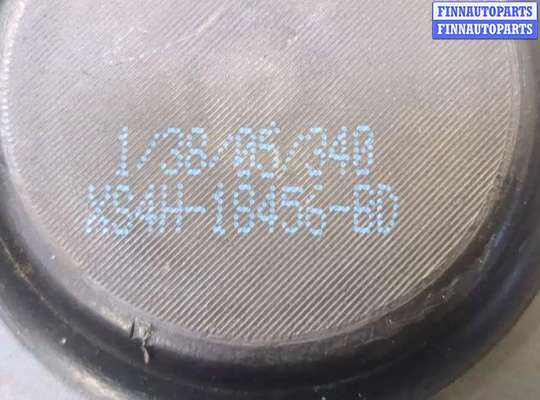 FINNAUTOPARTS
FINNAUTOPARTS
1/38/05/340
XS4H-18456-BD